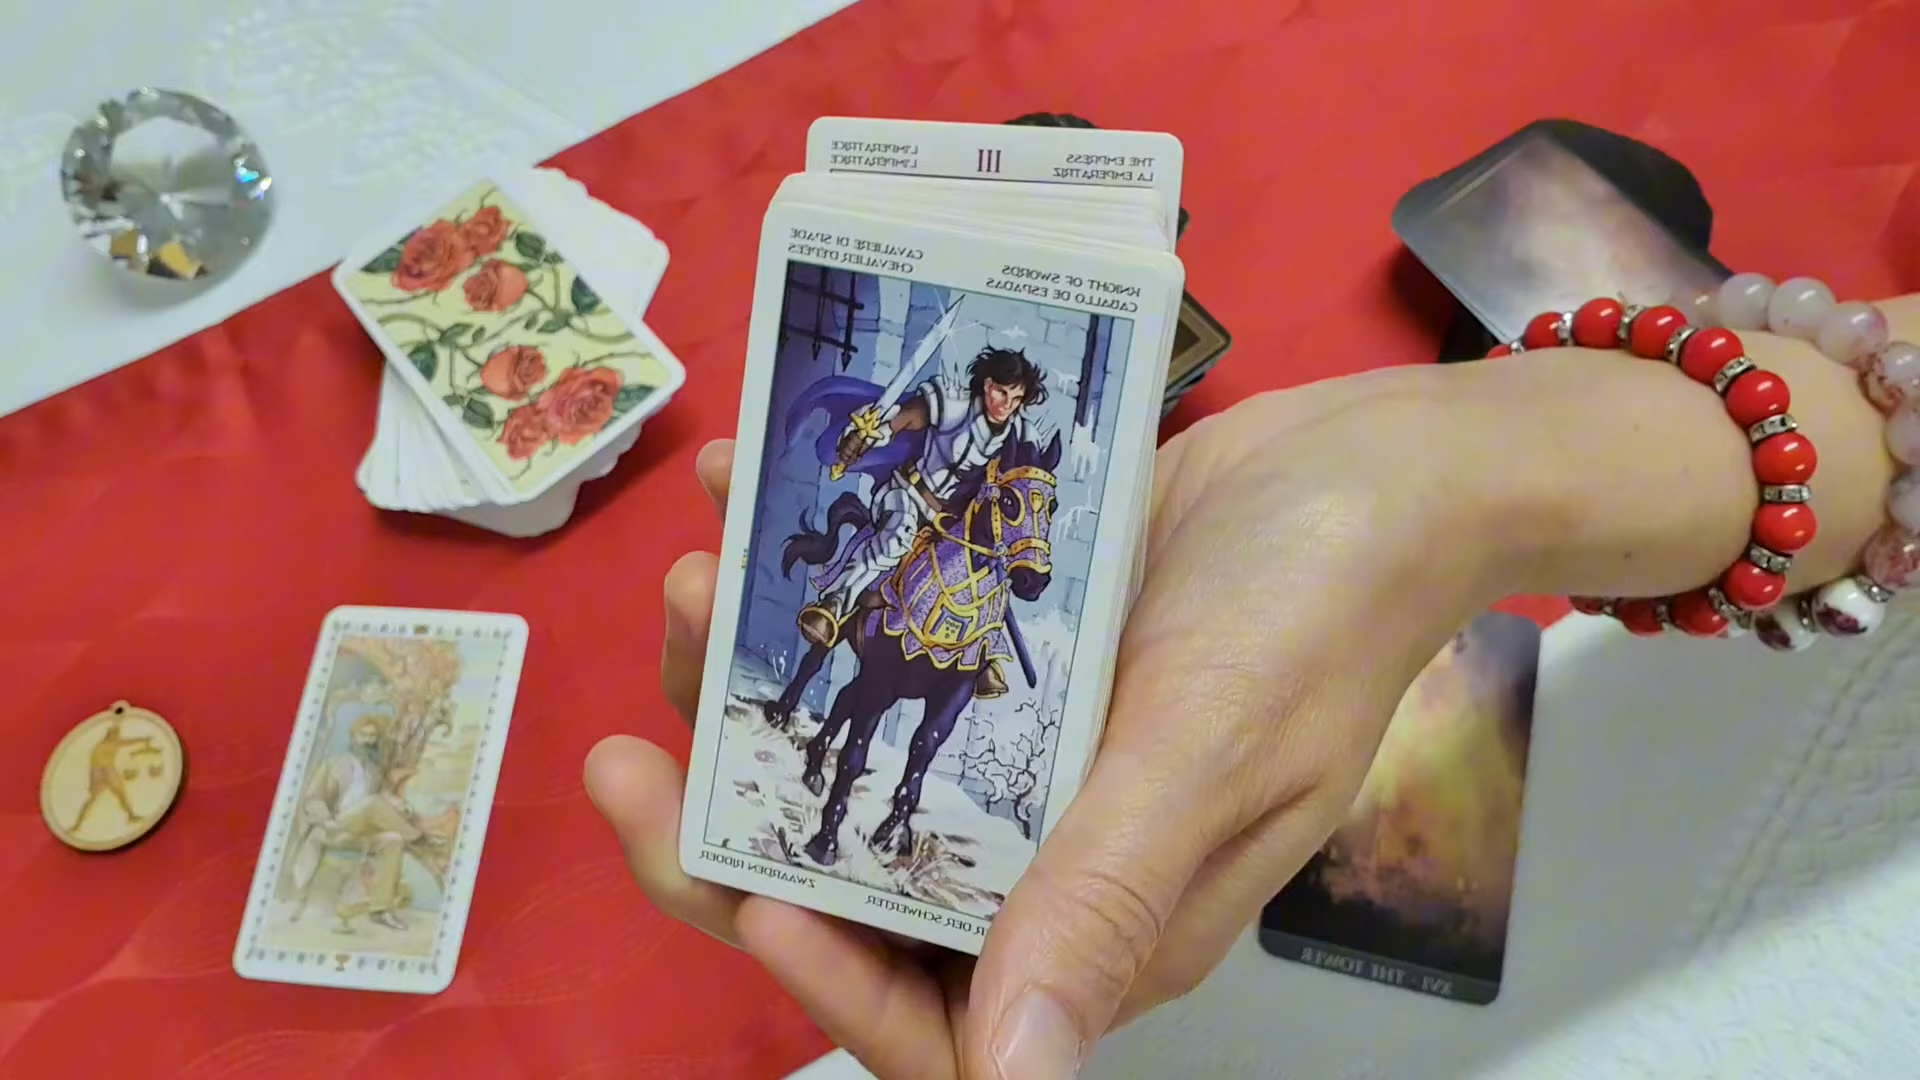 THE EMPRESS
LA EMPERATRIZ
III
L'IMPERATRICE
L'IMPÉRATRICE
KNIGHT OF SWORDS
CABALLO DE ESPADAS
CAVALIERE DI SPADE
CHEVALIER D'EPEES
R DER SCHWERTER
ZWAARDEN RIDDER
XVI · THE TOWER